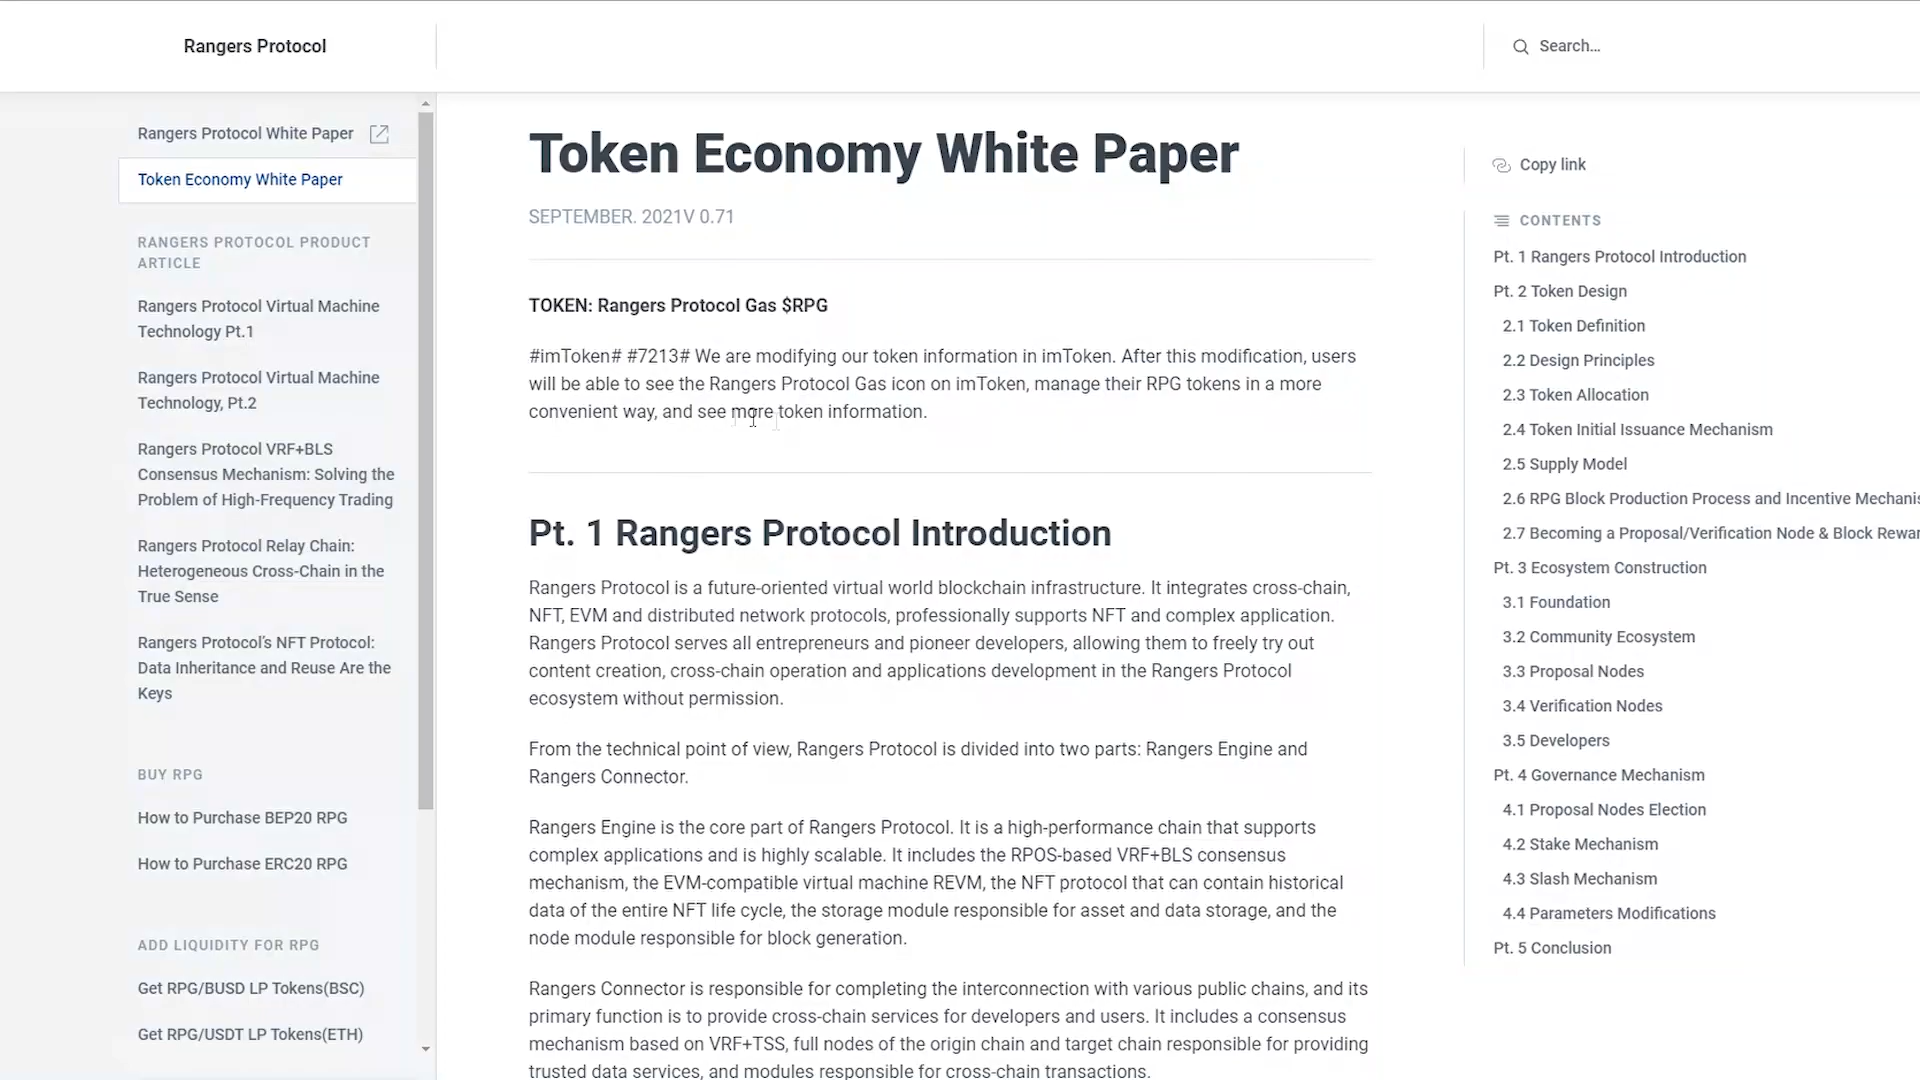 Rangers Protocol
Search...
Rangers Protocol White Paper
Token Economy White Paper
RANGERS PROTOCOL PRODUCT
ARTICLE
Rangers Protocol Virtual Machine
Technology Pt.1
Rangers Protocol Virtual Machine
Technology, Pt.2
Rangers Protocol VRF+BLS
Consensus Mechanism: Solving the
Problem of High-Frequency Trading
Rangers Protocol Relay Chain:
Heterogeneous Cross-Chain in the
True Sense
Rangers Protocol's NFT Protocol:
Data Inheritance and Reuse Are the
Keys
BUY RPG
How to Purchase BEP20 RPG
How to Purchase ERC20 RPG
ADD LIQUIDITY FOR RPG
Get RPG/BUSD LP Tokens(BSC)
Get RPG/USDT LP Tokens(ETH)
Token Economy White Paper
SEPTEMBER. 2021V 0.71
TOKEN: Rangers Protocol Gas $RPG
#imToken# #7213# We are modifying our token information in imToken. After this modification, users
will be able to see the Rangers Protocol Gas icon on imToken, manage their RPG tokens in a more
convenient way, and see more token information.
Pt. 1 Rangers Protocol Introduction
Rangers Protocol is a future-oriented virtual world blockchain infrastructure. It integrates cross-chain,
NFT, EVM and distributed network protocols, professionally supports NFT and complex application.
Rangers Protocol serves all entrepreneurs and pioneer developers, allowing them to freely try out
content creation, cross-chain operation and applications development in the Rangers Protocol
ecosystem without permission.
From the technical point of view, Rangers Protocol is divided into two parts: Rangers Engine and
Rangers Connector.
Rangers Engine is the core part of Rangers Protocol. It is a high-performance chain that supports
complex applications and is highly scalable. It includes the RPOS-based VRF+BLS consensus
mechanism, the EVM-compatible virtual machine REVM, the NFT protocol that can contain historical
data of the entire NFT life cycle, the storage module responsible for asset and data storage, and the
node module responsible for block generation.
Rangers Connector is responsible for completing the interconnection with various public chains, and its
primary function is to provide cross-chain services for developers and users. It includes a consensus
mechanism based on VRF+TSS, full nodes of the origin chain and target chain responsible for providing
trusted data services, and modules responsible for cross-chain transactions.
Copy link
CONTENTS
Pt. 1 Rangers Protocol Introduction
Pt. 2 Token Design
2.1 Token Definition
2.2 Design Principles
2.3 Token Allocation
2.4 Token Initial Issuance Mechanism
2.5 Supply Model
2.6 RPG Block Production Process and Incentive Mechanis
2.7 Becoming a Proposal/Verification Node & Block Rewar
Pt. 3 Ecosystem Construction
3.1 Foundation
3.2 Community Ecosystem
3.3 Proposal Nodes
3.4 Verification Nodes
3.5 Developers
Pt. 4 Governance Mechanism
4.1 Proposal Nodes Election
4.2 Stake Mechanism
4.3 Slash Mechanism
4.4 Parameters Modifications
Pt. 5 Conclusion